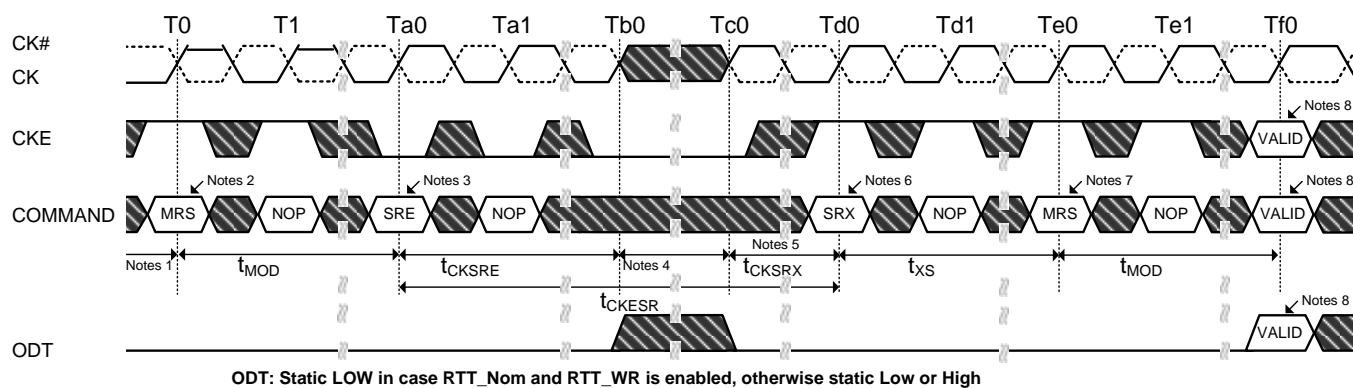 T0 T1 Ta0 Ta1 Tb0 Tc0 Td0 Td1 Te0 Te1 Tf0
CK#
CK
Notes 8
CKE
VALID
Notes 2 Notes 3 Notes 6 Notes 7 Notes 8
COMMAND MRS NOP SRE NOP SRX NOP MRS NOP VALID
Notes 1 tMOD tCKSRE Notes 4 Notes 5 tCKSRX tXS tMOD
tCKESR
Notes 8
VALID
ODT
ODT: Static LOW in case RTT_Nom and RTT_WR is enabled, otherwise static Low or High